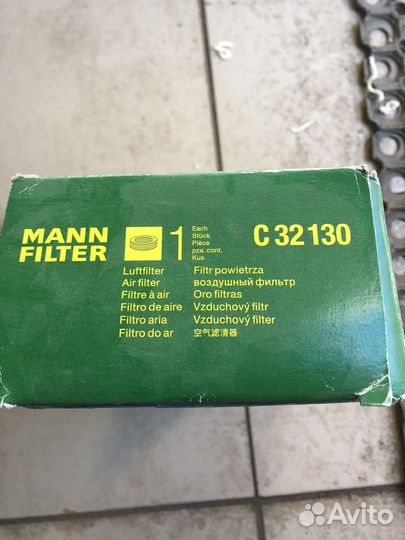 MANN
FILTER
1
Each
Stück
Pièce
pza. cont.
Kus
C 32 130
Luftfilter
Air filter
Filtre à air
Filtro de aire
Filtro aria
Filtro do ar
Filtr powietrza
воздушный фильтр
Oro filtras
Vzduchový filtr
Vzduchový filter
空气滤清器
Avito